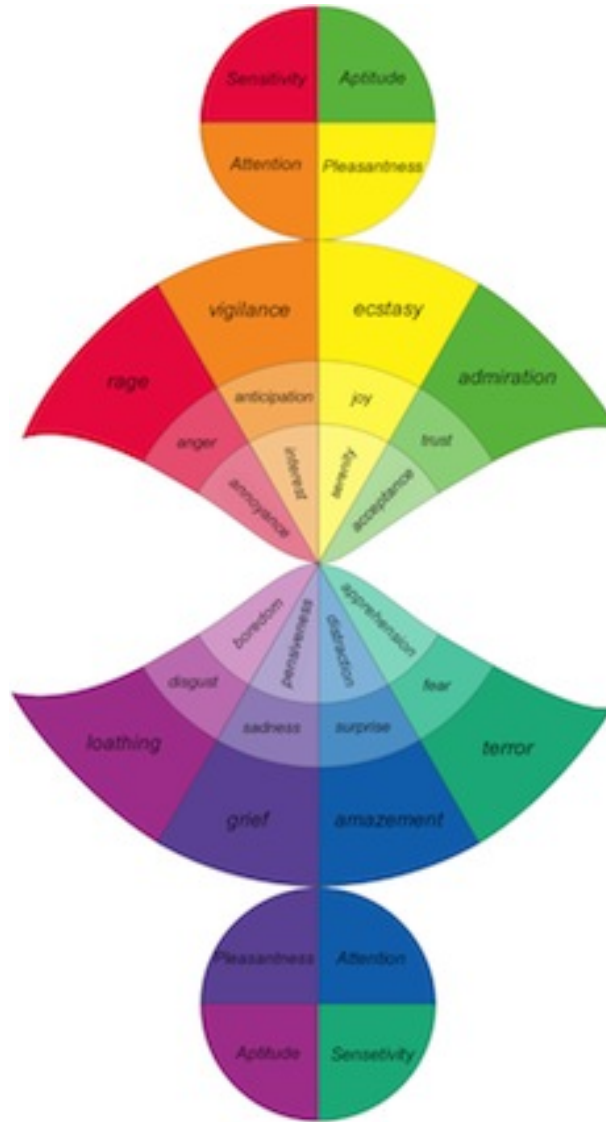 Sensitivity Aptitude
Attention Pleasantness
vigilance ecstasy
rage admiration
anticipation joy
anger trust
annoyance interest serenity acceptance
boredom pensiveness distraction apprehension
disgust fear
sadness surprise
loathing terror
grief amazement
Pleasantness Attention
Aptitude Sensetivity